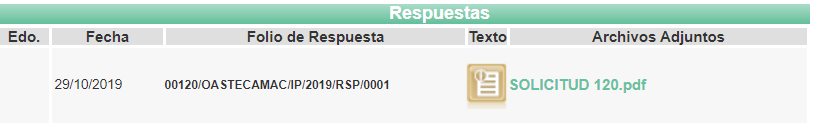 Respuestas
Edo. Fecha Folio de Respuesta Texto Archivos Adjuntos
29/10/2019 00120/OASTECAMAC/IP/2019/RSP/0001 SOLICITUD 120.pdf